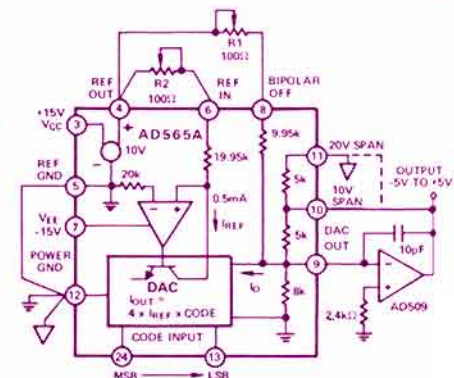 R1
100Ω
REF OUT
R2
100Ω
REF IN
BIPOLAR OFF
4
6
8
+15V
VCC
3
AD565A
+
10V
−
9.95k
19.95k
11
20V SPAN
5k
10V SPAN
OUTPUT
-5V TO +5V
REF GND
5
20k
0.5mA
IREF
10
5k
DAC OUT
VEE
-15V
7
−
+
9
10pF
POWER GND
12
DAC
IOUT =
4 x IREF x CODE
IO
8k
−
+
AD509
2.4kΩ
CODE INPUT
24
13
MSB
LSB